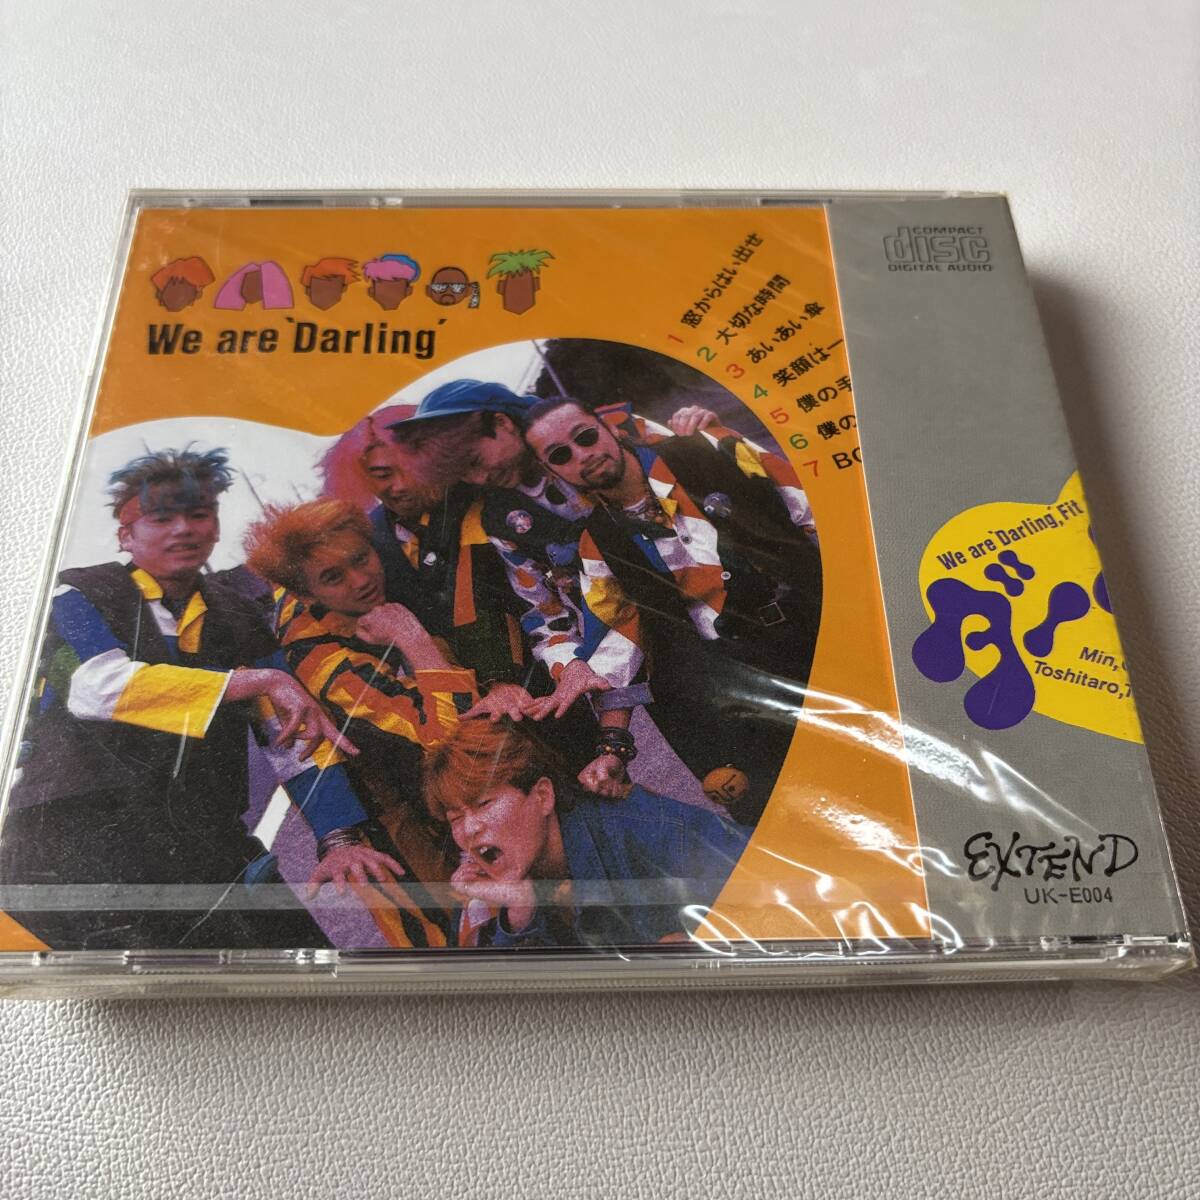 We are 'Darling'
1 窓からはい出せ
2 大切な時間
3 あいあい傘
4 笑顔は一
5 僕の手
6 僕の
7 BO
COMPACT
disc
DIGITAL AUDIO
We are 'Darling', Fit
ダー
Min,
Toshitaro, T
EXTEND
UK-E004